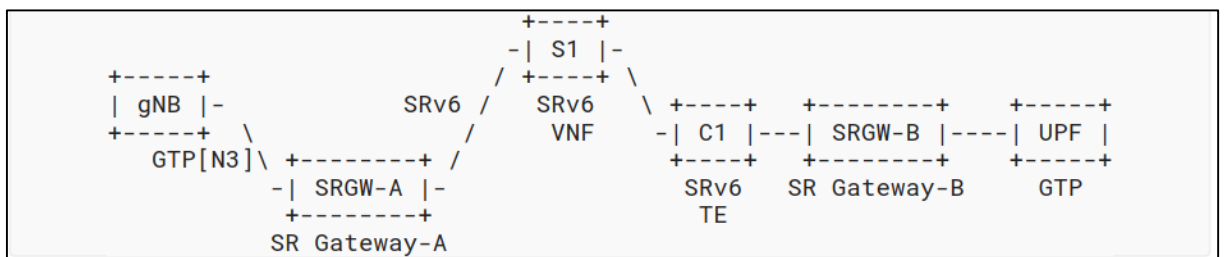 +----+
                                 -| S1 |-
+-----+                         / +----+ \
| gNB |-                 SRv6 /   SRv6   \ +----+   +--------+     +-----+
+-----+  \                   /     VNF    -| C1 |---| SRGW-B |----| UPF |
   GTP[N3]\ +--------+ /                   +----+   +--------+     +-----+
          -| SRGW-A |-                      SRv6   SR Gateway-B     GTP
           +--------+                        TE
          SR Gateway-A